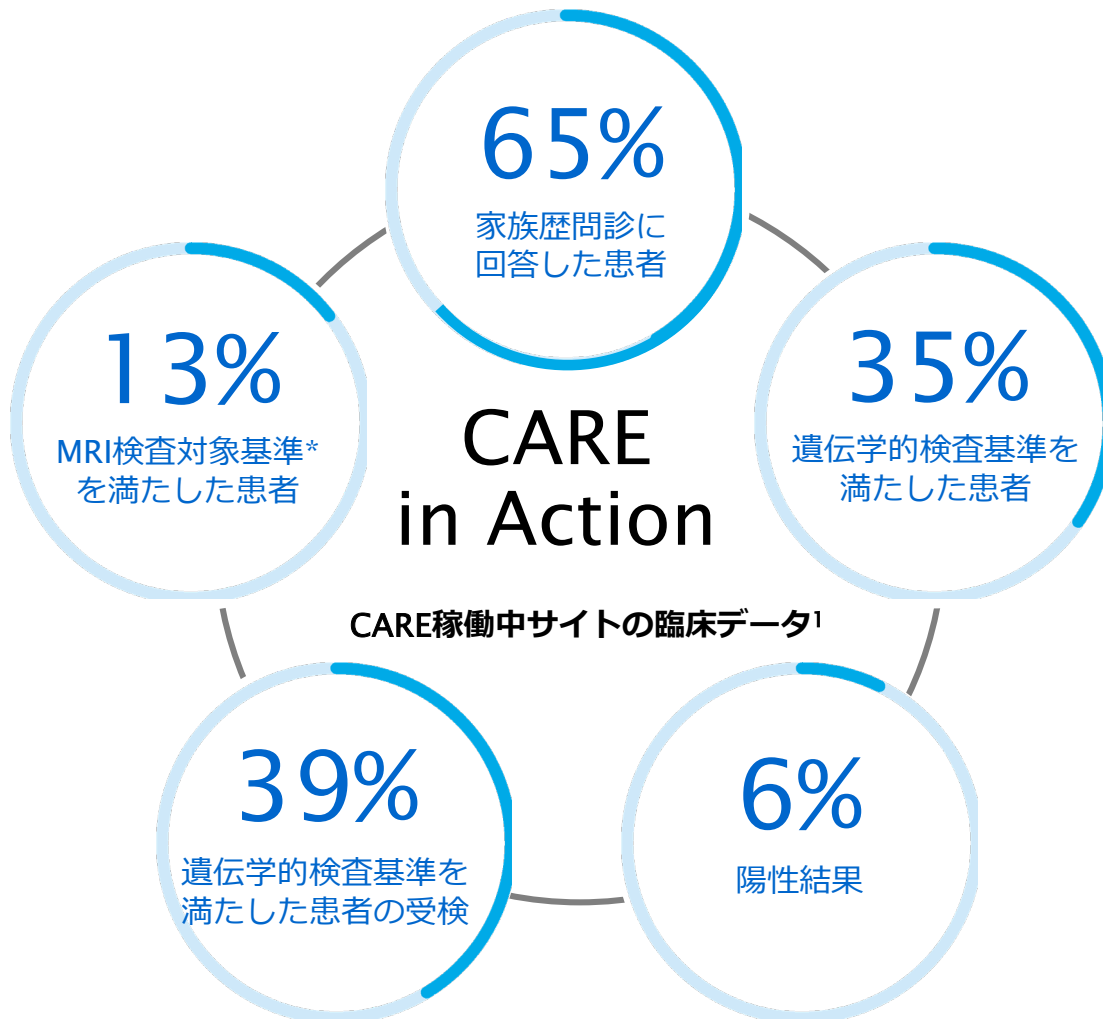 65%
家族歴問診に
回答した患者
13%
MRI検査対象基準*
を満たした患者
35%
遺伝学的検査基準を
満たした患者
CARE
in Action
CARE稼働中サイトの臨床データ¹
39%
遺伝学的検査基準を
満たした患者の受検
6%
陽性結果